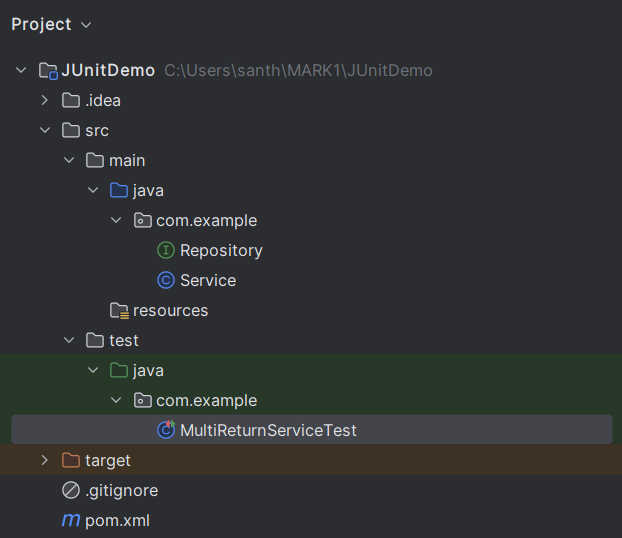 Project
JUnitDemo C:\Users\santh\MARK1\JUnitDemo
.idea
src
main
java
com.example
Repository
Service
resources
test
java
com.example
MultiReturnServiceTest
target
.gitignore
pom.xml